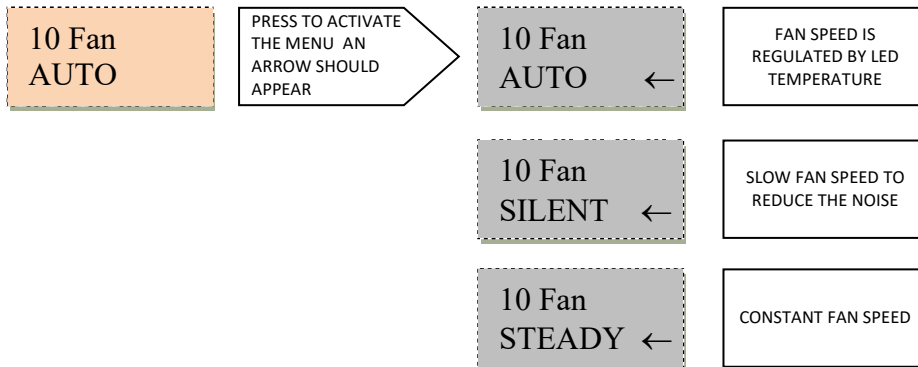 10 Fan
AUTO
PRESS TO ACTIVATE
THE MENU AN
ARROW SHOULD
APPEAR
10 Fan
AUTO ←
FAN SPEED IS
REGULATED BY LED
TEMPERATURE
10 Fan
SILENT ←
SLOW FAN SPEED TO
REDUCE THE NOISE
10 Fan
STEADY ←
CONSTANT FAN SPEED